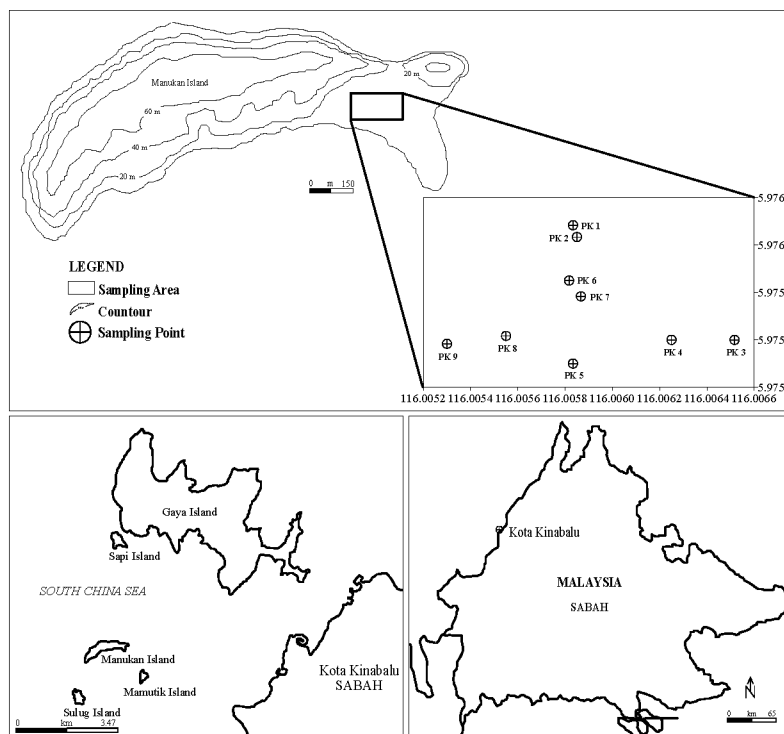 Manukan Island
20 m
60 m
40 m
20 m
0 m 150
LEGEND
Sampling Area
Countour
Sampling Point
PK 1
PK 2
PK 6
PK 7
PK 8
PK 9
PK 5
PK 4
PK 3
5.976
5.976
5.975
5.975
5.975
116.0052 116.0054 116.0056 116.0058 116.0060 116.0062 116.0064 116.0066
Gaya Island
Sapi Island
SOUTH CHINA SEA
Manukan Island
Mamutik Island
Sulug Island
Kota Kinabalu
SABAH
0 km 3.47
Kota Kinabalu
MALAYSIA
SABAH
N
0 km 65